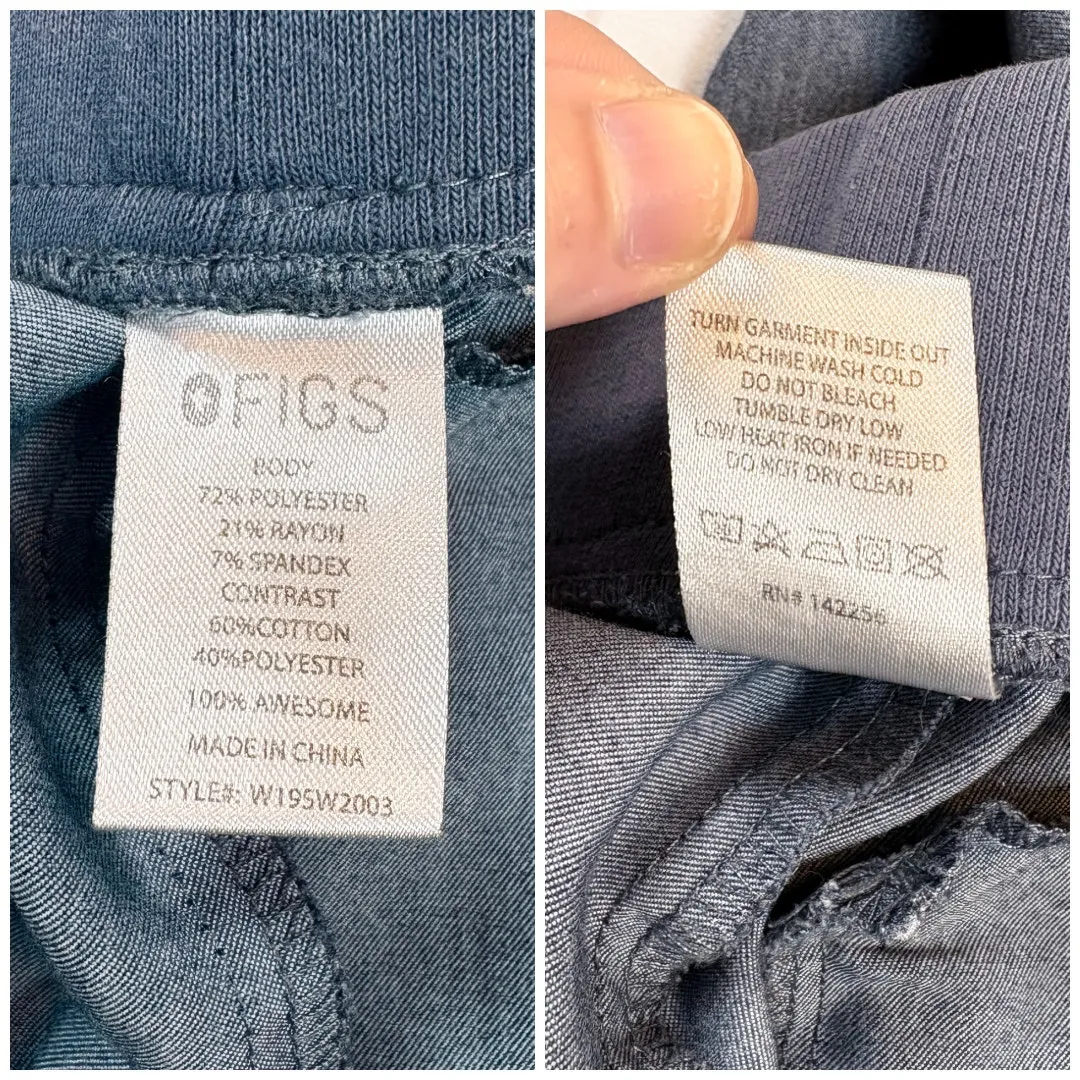 FIGS
BODY
72% POLYESTER
21% RAYON
7% SPANDEX
CONTRAST
60%COTTON
40%POLYESTER
100% AWESOME
MADE IN CHINA
STYLE#: W19SW2003
TURN GARMENT INSIDE OUT
MACHINE WASH COLD
DO NOT BLEACH
TUMBLE DRY LOW
LOW HEAT IRON IF NEEDED
DO NOT DRY CLEAN
RN# 142256